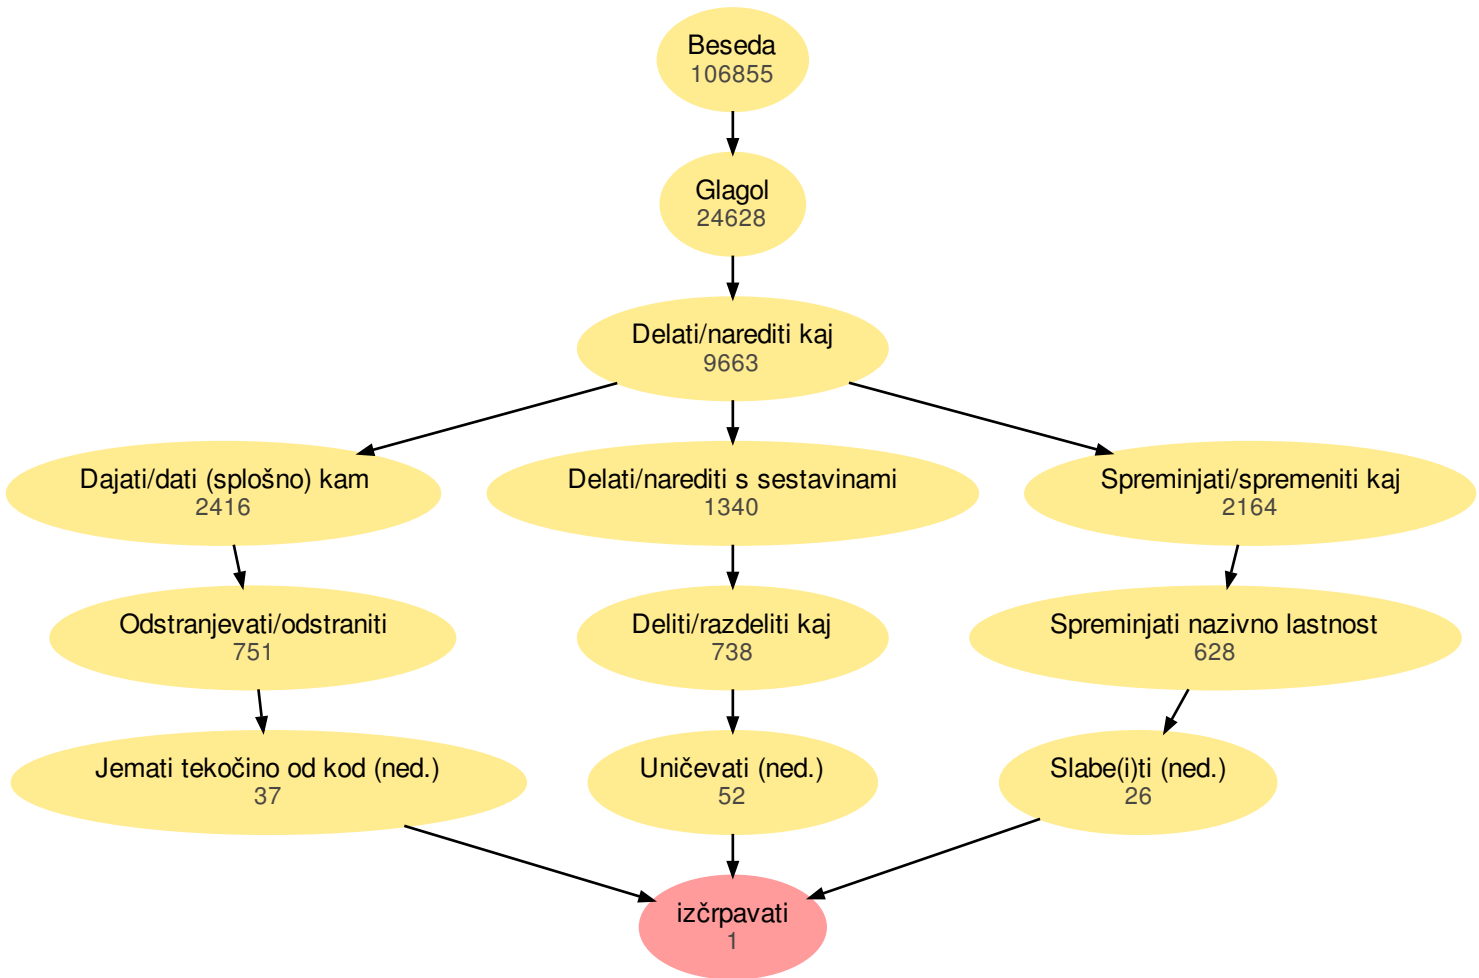 Beseda
106855
Glagol
24628
Delati/narediti kaj
9663
Dajati/dati (splošno) kam
2416
Delati/narediti s sestavinami
1340
Spreminjati/spremeniti kaj
2164
Odstranjevati/odstraniti
751
Deliti/razdeliti kaj
738
Spreminjati nazivno lastnost
628
Jemati tekočino od kod (ned.)
37
Uničevati (ned.)
52
Slabe(i)ti (ned.)
26
izčrpavati
1